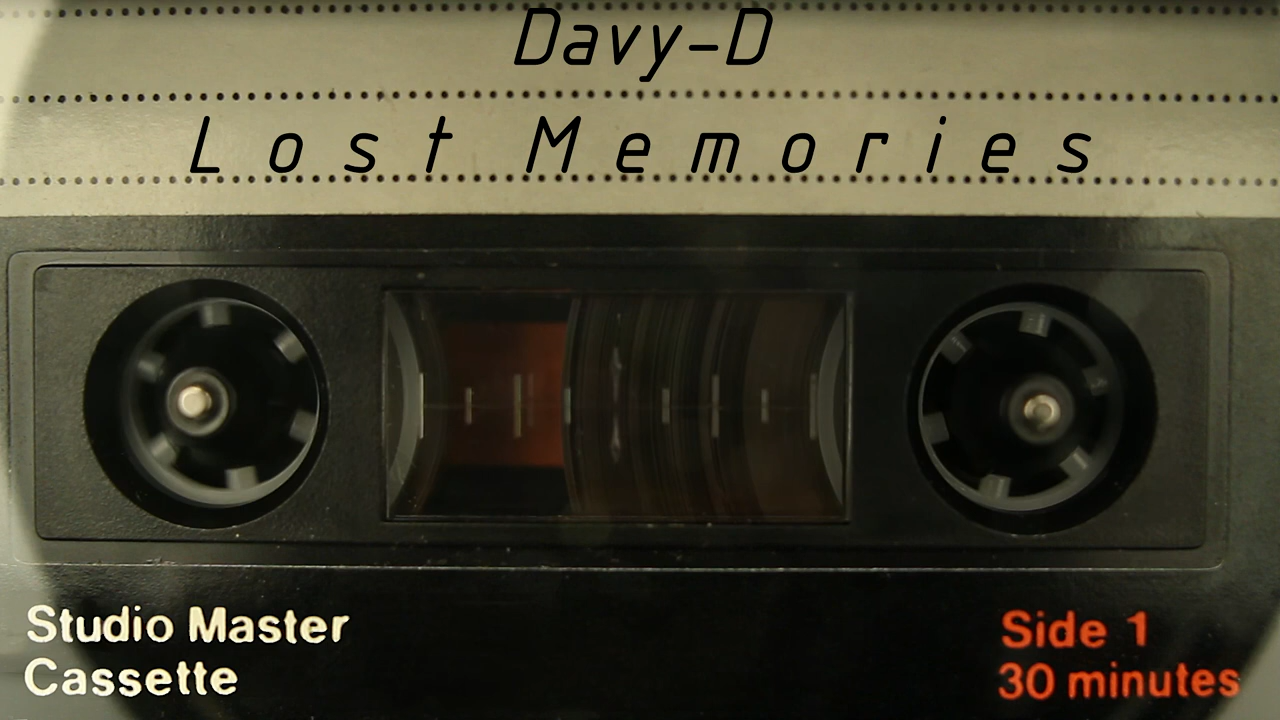 Davy-D
Lost Memories
Studio Master
Cassette
Side 1
30 minutes